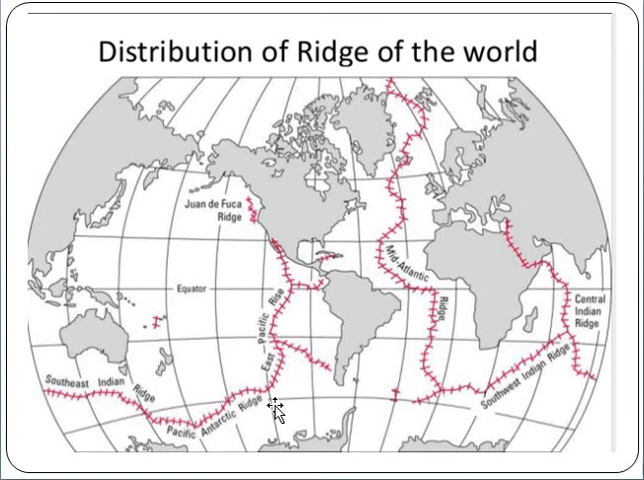 Distribution of Ridge of the world
Juan de Fuca
Ridge
Mid-Atlantic
Ridge
Equator
East Pacific Rise
Central
Indian
Ridge
Southeast Indian Ridge
Pacific Antarctic Ridge
Southwest Indian Ridge